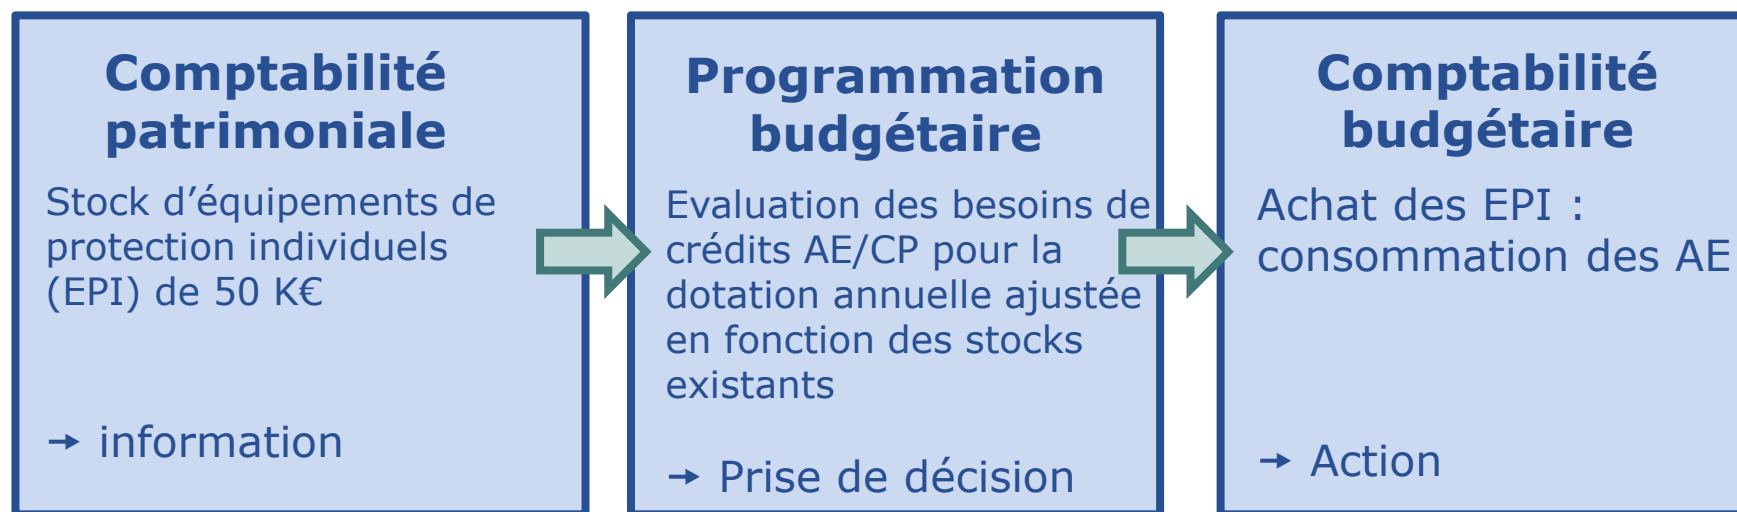 Comptabilité
patrimoniale
Stock d’équipements de
protection individuels
(EPI) de 50 K€
→ information
Programmation
budgétaire
Evaluation des besoins de
crédits AE/CP pour la
dotation annuelle ajustée
en fonction des stocks
existants
→ Prise de décision
Comptabilité
budgétaire
Achat des EPI :
consommation des AE
→ Action